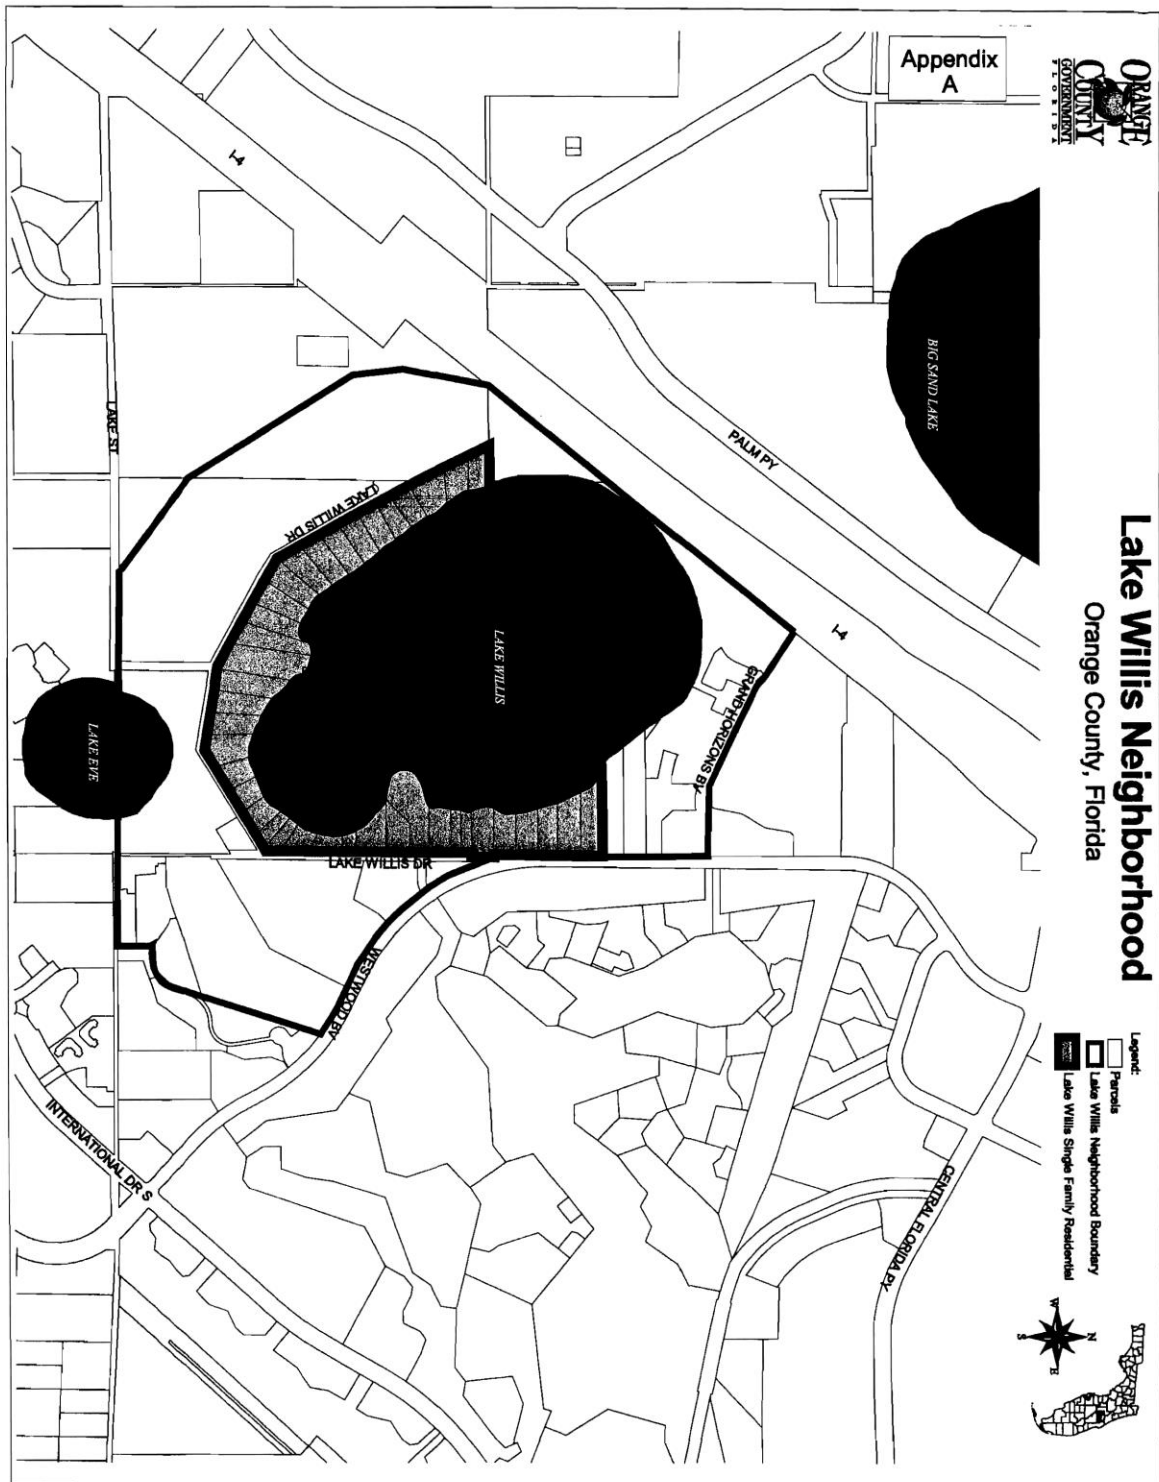 Appendix
A
ORANGE
COUNTY
GOVERNMENT
FLORIDA
Lake Willis Neighborhood
Orange County, Florida
Legend:
Parcels
Lake Willis Neighborhood Boundary
Lake Willis Single Family Residential
N
W
E
S
BIG SAND LAKE
PALM PY
I-4
I-4
LAKE ST
LAKE WILLIS DR
LAKE WILLIS
GRAND HORIZONS BV
LAKE EVE
LAKE WILLIS DR
WESTWOOD BV
INTERNATIONAL DR S
CENTRAL FLORIDA PY